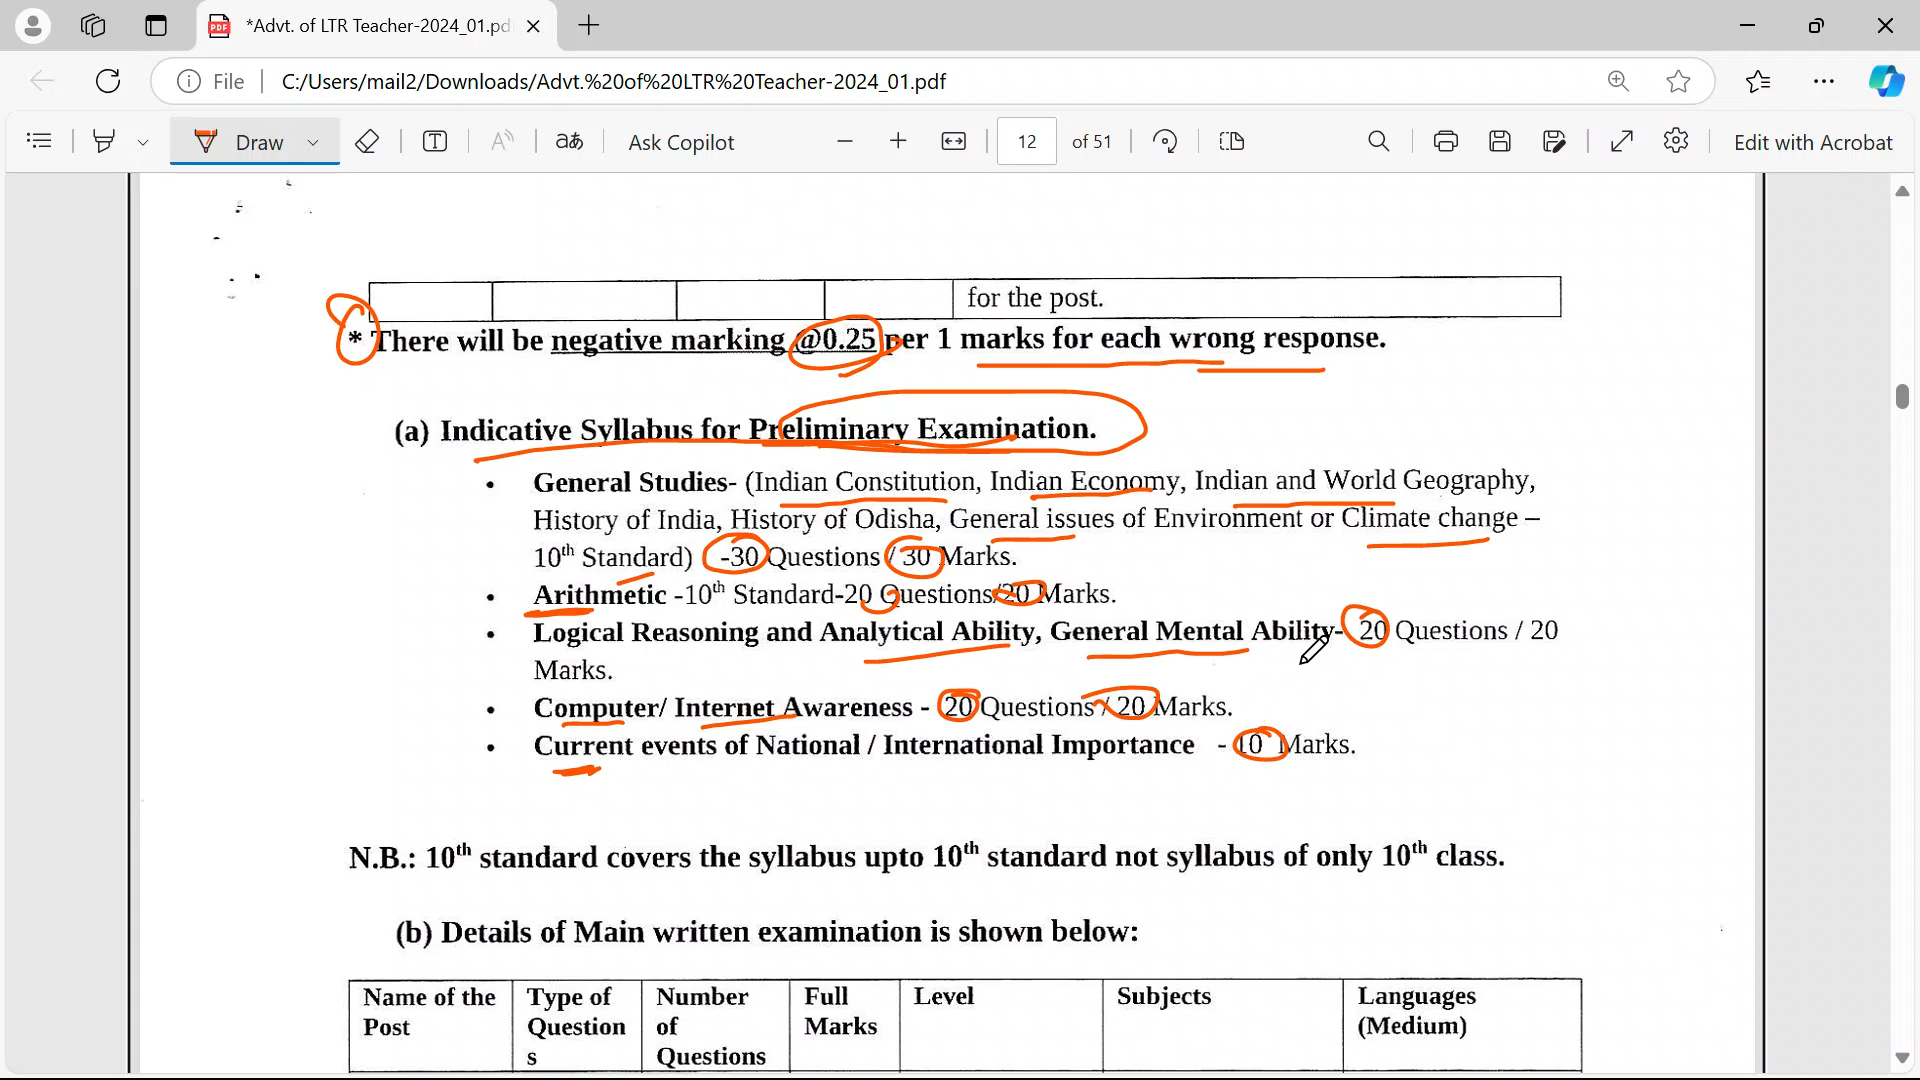 *Advt. of LTR Teacher-2024_01.pd
File
C:/Users/mail2/Downloads/Advt.%20of%20LTR%20Teacher-2024_01.pdf
Draw
Ask Copilot
12 of 51
Edit with Acrobat
for the post.
* There will be negative marking @0.25 per 1 marks for each wrong response.
(a) Indicative Syllabus for Preliminary Examination.
• General Studies- (Indian Constitution, Indian Economy, Indian and World Geography,
History of India, History of Odisha, General issues of Environment or Climate change –
10th Standard) -30 Questions / 30 Marks.
• Arithmetic -10th Standard-20 Questions/20 Marks.
• Logical Reasoning and Analytical Ability, General Mental Ability- 20 Questions / 20
Marks.
• Computer/ Internet Awareness - 20 Questions / 20 Marks.
• Current events of National / International Importance - 10 Marks.
N.B.: 10th standard covers the syllabus upto 10th standard not syllabus of only 10th class.
(b) Details of Main written examination is shown below:
Name of the Type of Number Full Level Subjects Languages
Post Question of Marks (Medium)
s Questions